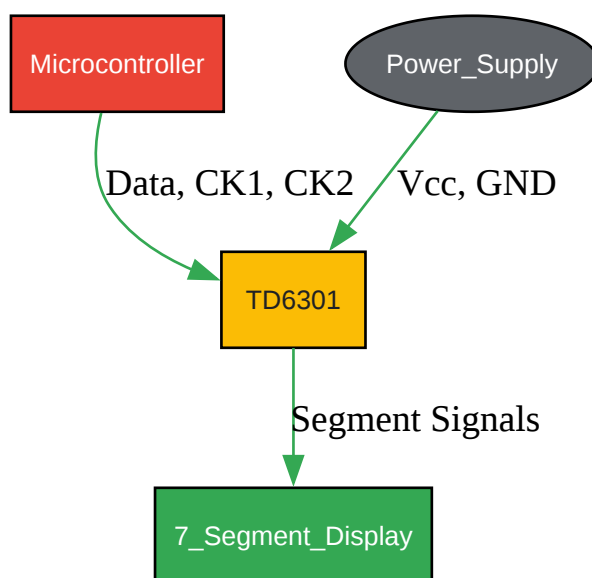 Microcontroller
Power_Supply
Data, CK1, CK2
Vcc, GND
TD6301
Segment Signals
7_Segment_Display